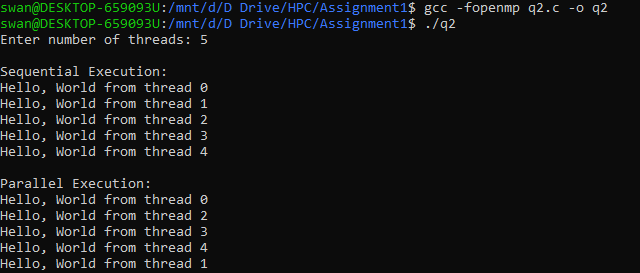 swan@DESKTOP-659093U:/mnt/d/D Drive/HPC/Assignment1$ gcc -fopenmp q2.c -o q2
swan@DESKTOP-659093U:/mnt/d/D Drive/HPC/Assignment1$ ./q2
Enter number of threads: 5
Sequential Execution:
Hello, World from thread 0
Hello, World from thread 1
Hello, World from thread 2
Hello, World from thread 3
Hello, World from thread 4
Parallel Execution:
Hello, World from thread 0
Hello, World from thread 2
Hello, World from thread 3
Hello, World from thread 4
Hello, World from thread 1